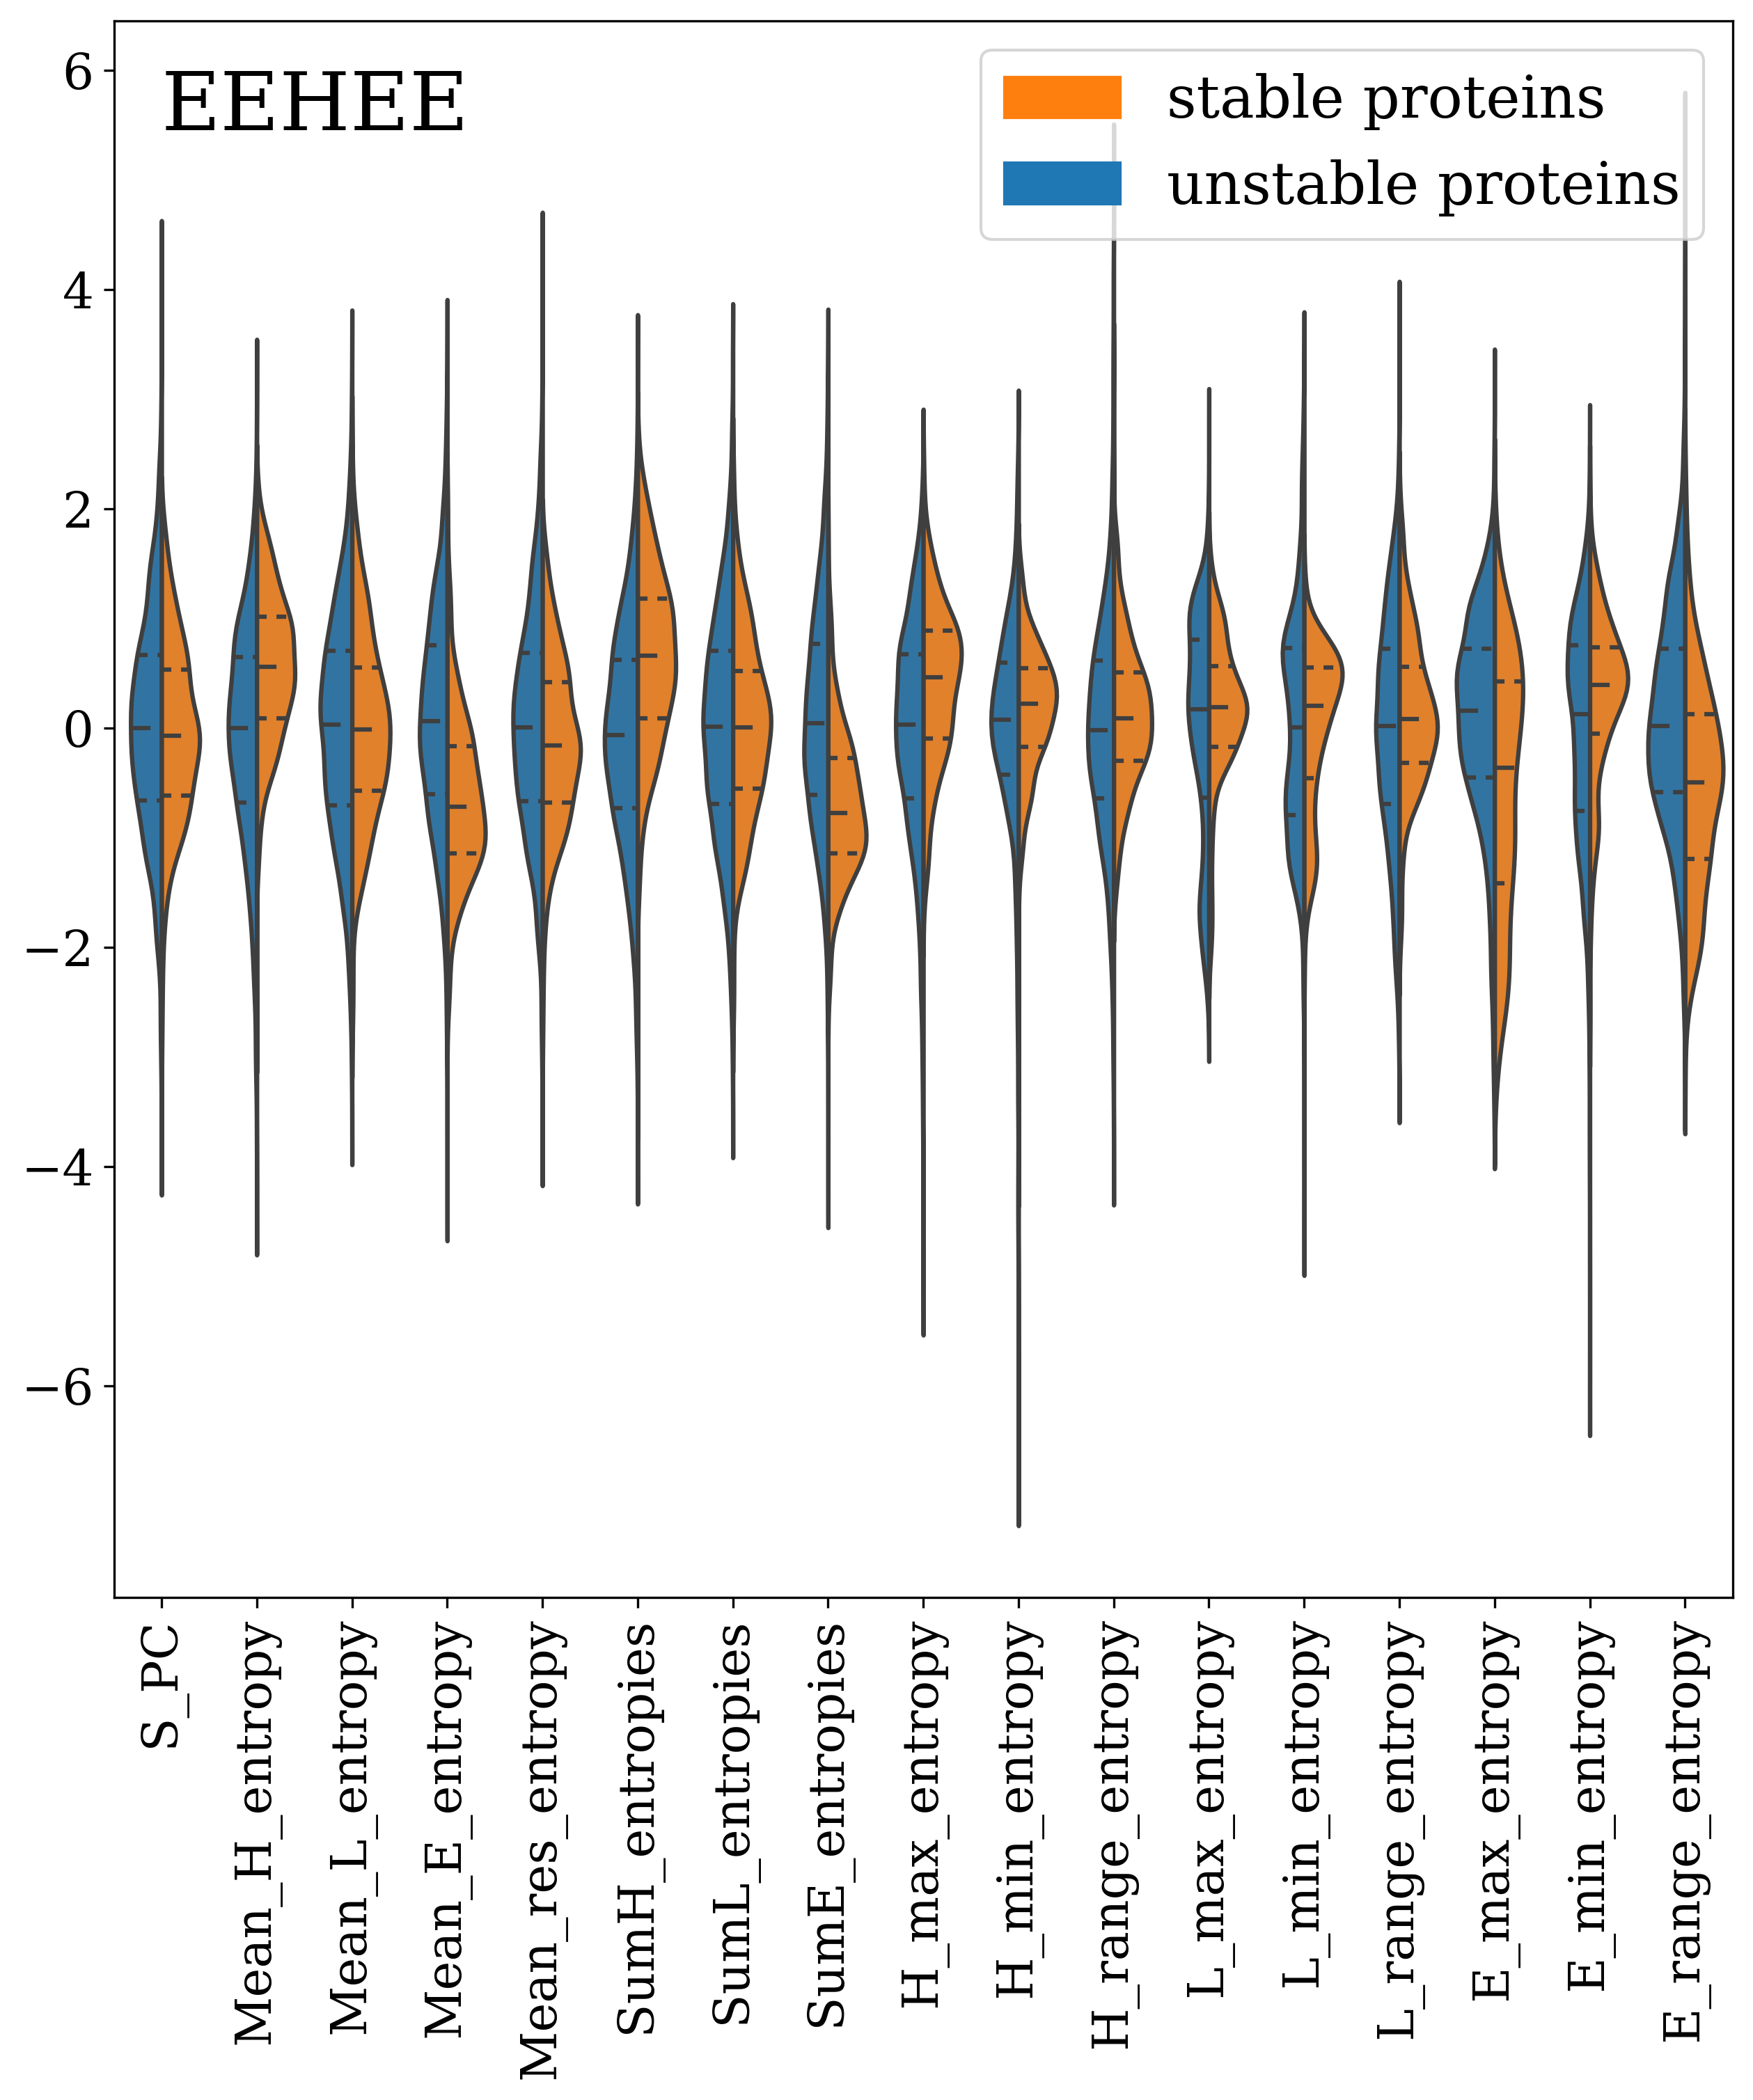 EEHEE
stable proteins
unstable proteins
6
4
2
0
−2
−4
−6
S_PC
Mean_H_entropy
Mean_L_entropy
Mean_E_entropy
Mean_res_entropy
SumH_entropies
SumL_entropies
SumE_entropies
H_max_entropy
H_min_entropy
H_range_entropy
L_max_entropy
L_min_entropy
L_range_entropy
E_max_entropy
E_min_entropy
E_range_entropy